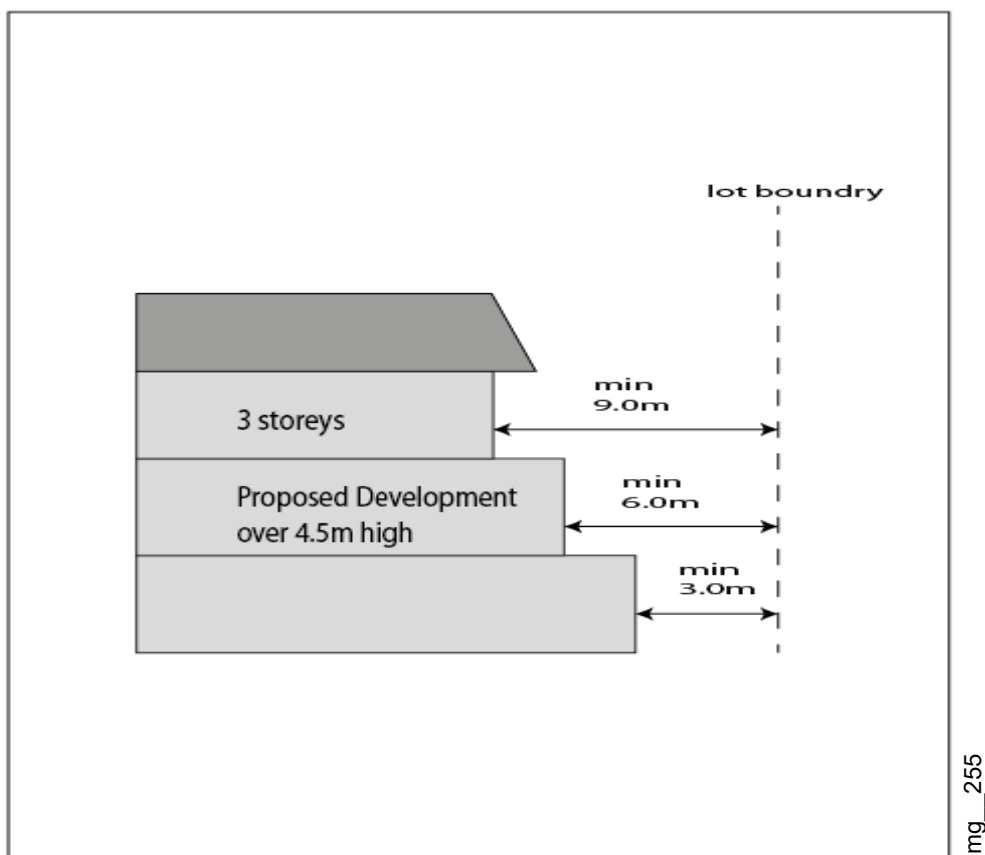 lot boundry
3 storeys
min
9.0m
Proposed Development
over 4.5m high
min
6.0m
min
3.0m
mg__255